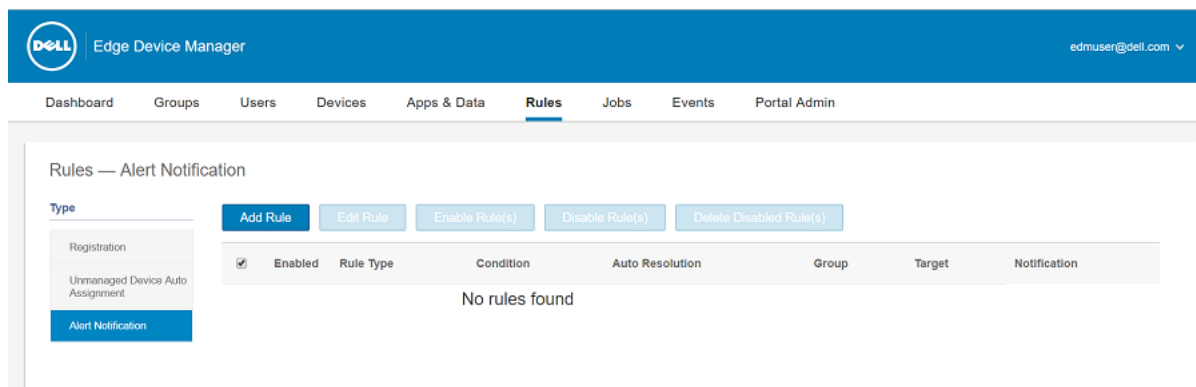 DELL Edge Device Manager edmuser@dell.com
Dashboard Groups Users Devices Apps & Data Rules Jobs Events Portal Admin
Rules — Alert Notification
Type
Registration
Unmanaged Device Auto
Assignment
Alert Notification
Add Rule Edit Rule Enable Rule(s) Disable Rule(s) Delete Disabled Rule(s)
Enabled Rule Type Condition Auto Resolution Group Target Notification
No rules found